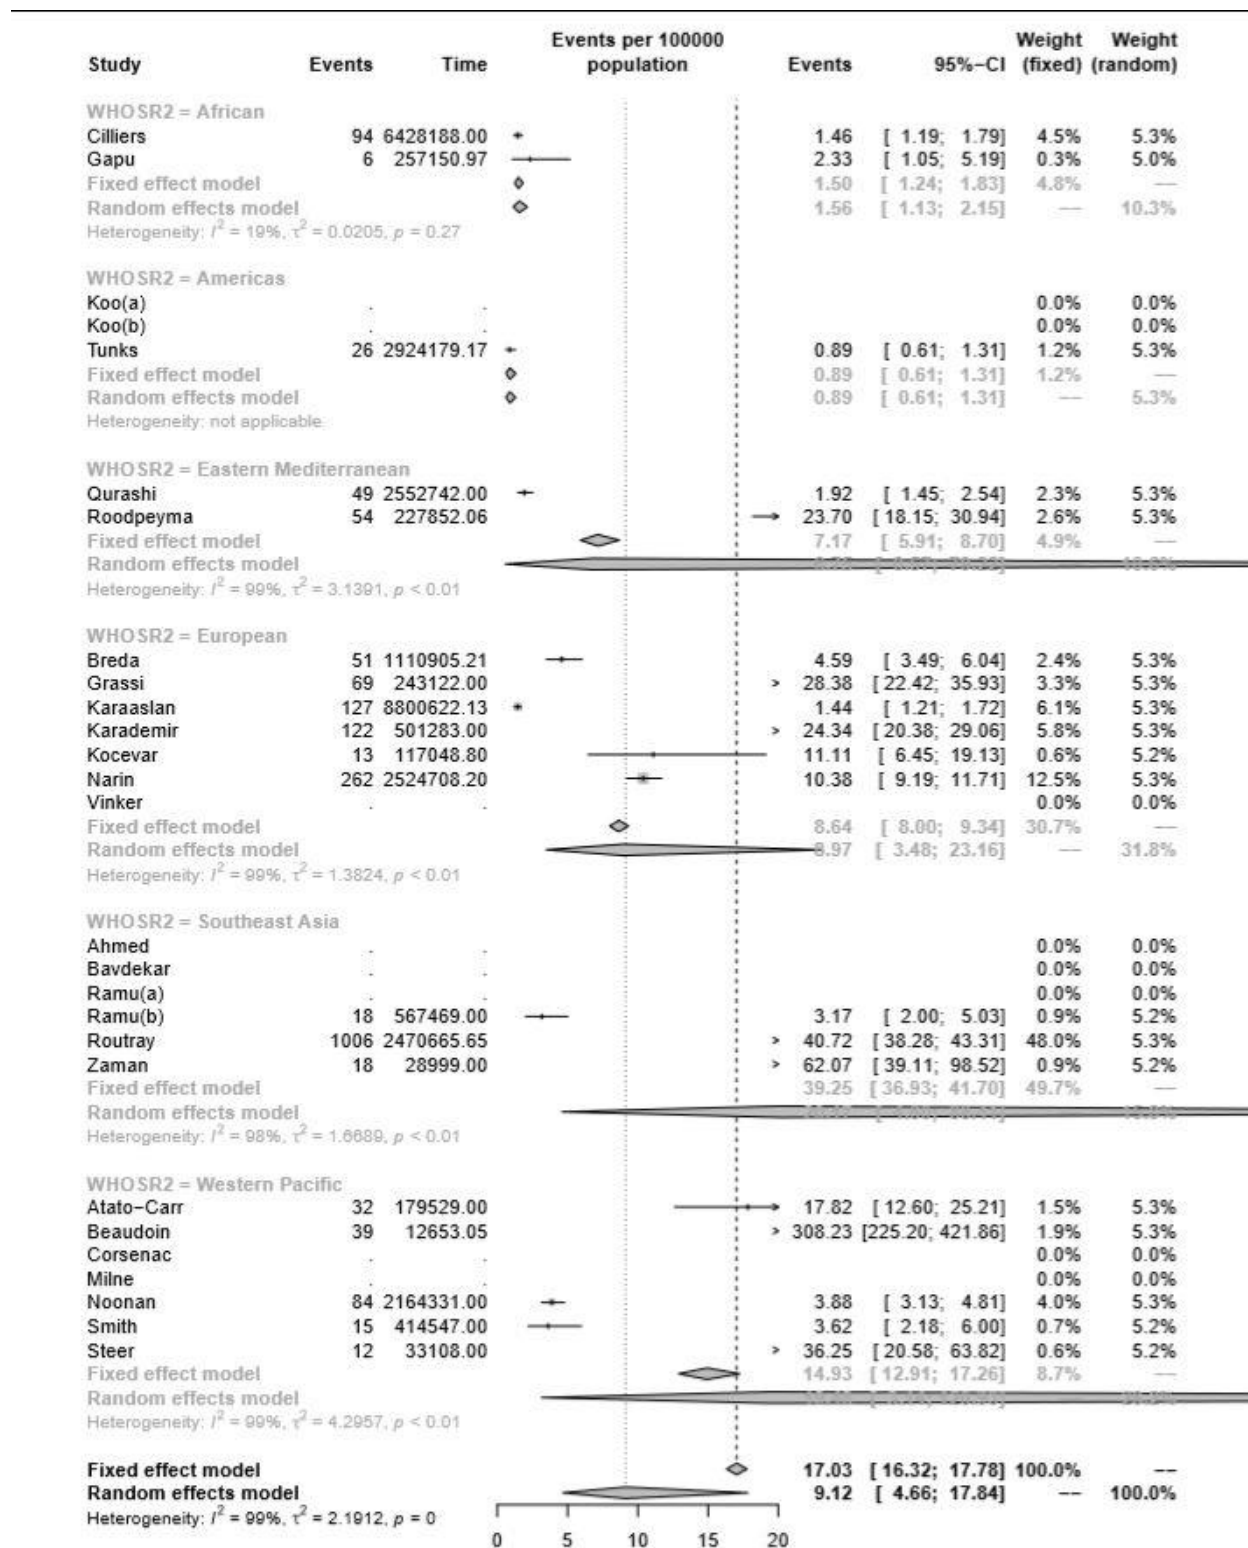 Events per 100000 Weight Weight
Study Events Time population Events 95%−CI (fixed) (random)
WHOSR2 = African
Cilliers 94 6428188.00 1.46 [ 1.19; 1.79] 4.5% 5.3%
Gapu 6 257150.97 2.33 [ 1.05; 5.19] 0.3% 5.0%
Fixed effect model 1.50 [ 1.24; 1.83] 4.8% −−
Random effects model 1.56 [ 1.13; 2.15] −− 10.3%
Heterogeneity: I² = 19%, τ² = 0.0205, p = 0.27
WHOSR2 = Americas
Koo(a) . . 0.0% 0.0%
Koo(b) . . 0.0% 0.0%
Tunks 26 2924179.17 0.89 [ 0.61; 1.31] 1.2% 5.3%
Fixed effect model 0.89 [ 0.61; 1.31] 1.2% −−
Random effects model 0.89 [ 0.61; 1.31] −− 5.3%
Heterogeneity: not applicable
WHOSR2 = Eastern Mediterranean
Qurashi 49 2552742.00 1.92 [ 1.45; 2.54] 2.3% 5.3%
Roodpeyma 54 227852.06 23.70 [18.15; 30.94] 2.6% 5.3%
Fixed effect model 7.17 [ 5.91; 8.70] 4.9% −−
Random effects model
Heterogeneity: I² = 99%, τ² = 3.1391, p < 0.01
WHOSR2 = European
Breda 51 1110905.21 4.59 [ 3.49; 6.04] 2.4% 5.3%
Grassi 69 243122.00 28.38 [22.42; 35.93] 3.3% 5.3%
Karaaslan 127 8800622.13 1.44 [ 1.21; 1.72] 6.1% 5.3%
Karademir 122 501283.00 24.34 [20.38; 29.06] 5.8% 5.3%
Kocevar 13 117048.80 11.11 [ 6.45; 19.13] 0.6% 5.2%
Narin 262 2524708.20 10.38 [ 9.19; 11.71] 12.5% 5.3%
Vinker . . 0.0% 0.0%
Fixed effect model 8.64 [ 8.00; 9.34] 30.7% −−
Random effects model 8.97 [ 3.48; 23.16] −− 31.8%
Heterogeneity: I² = 99%, τ² = 1.3824, p < 0.01
WHOSR2 = Southeast Asia
Ahmed . . 0.0% 0.0%
Bavdekar . . 0.0% 0.0%
Ramu(a) . . 0.0% 0.0%
Ramu(b) 18 567469.00 3.17 [ 2.00; 5.03] 0.9% 5.2%
Routray 1006 2470665.65 40.72 [38.28; 43.31] 48.0% 5.3%
Zaman 18 28999.00 62.07 [39.11; 98.52] 0.9% 5.2%
Fixed effect model 39.25 [36.93; 41.70] 49.7% −−
Random effects model
Heterogeneity: I² = 98%, τ² = 1.6689, p < 0.01
WHOSR2 = Western Pacific
Atato−Carr 32 179529.00 17.82 [12.60; 25.21] 1.5% 5.3%
Beaudoin 39 12653.05 308.23 [225.20; 421.86] 1.9% 5.3%
Corsenac . . 0.0% 0.0%
Milne . . 0.0% 0.0%
Noonan 84 2164331.00 3.88 [ 3.13; 4.81] 4.0% 5.3%
Smith 15 414547.00 3.62 [ 2.18; 6.00] 0.7% 5.2%
Steer 12 33108.00 36.25 [20.58; 63.82] 0.6% 5.2%
Fixed effect model 14.93 [12.91; 17.26] 8.7% −−
Random effects model
Heterogeneity: I² = 99%, τ² = 4.2957, p < 0.01
Fixed effect model 17.03 [16.32; 17.78] 100.0% −−
Random effects model 9.12 [ 4.66; 17.84] −− 100.0%
Heterogeneity: I² = 99%, τ² = 2.1912, p = 0
0 5 10 15 20